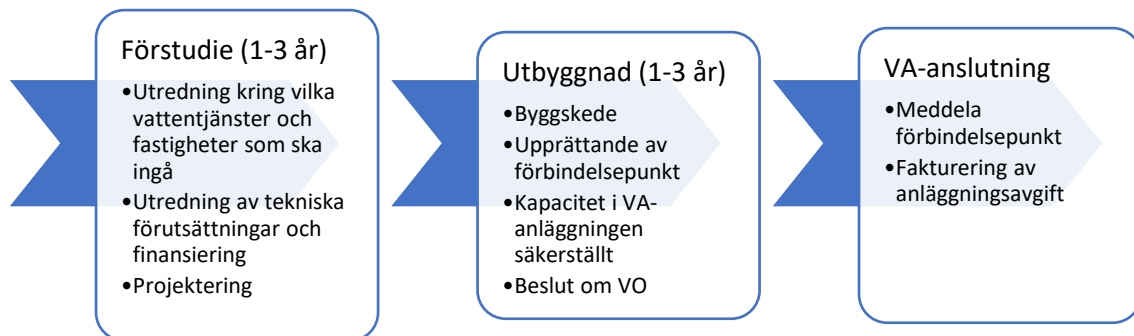 Förstudie (1-3 år)
•Utredning kring vilka
vattentjänster och
fastigheter som ska
ingå
•Utredning av tekniska
förutsättningar och
finansiering
•Projektering
Utbyggnad (1-3 år)
•Byggskede
•Upprättande av
förbindelsepunkt
•Kapacitet i VA-
anläggningen
säkerställt
•Beslut om VO
VA-anslutning
•Meddela
förbindelsepunkt
•Fakturering av
anläggningsavgift